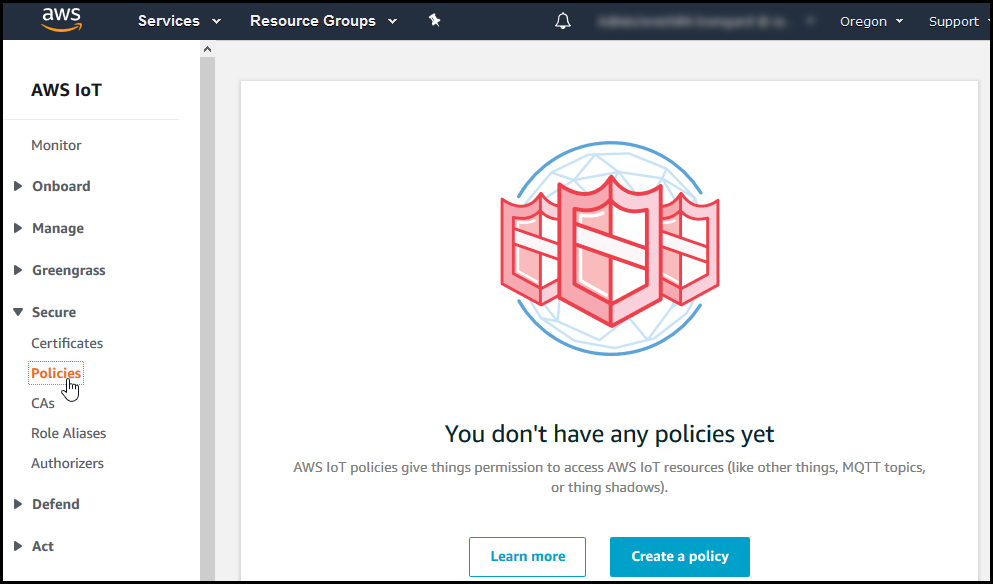 aws
Services
Resource Groups
Oregon
Support
AWS IoT
Monitor
Onboard
Manage
Greengrass
Secure
Certificates
Policies
CAs
Role Aliases
Authorizers
Defend
Act
You don't have any policies yet
AWS IoT policies give things permission to access AWS IoT resources (like other things, MQTT topics,
or thing shadows).
Learn more
Create a policy